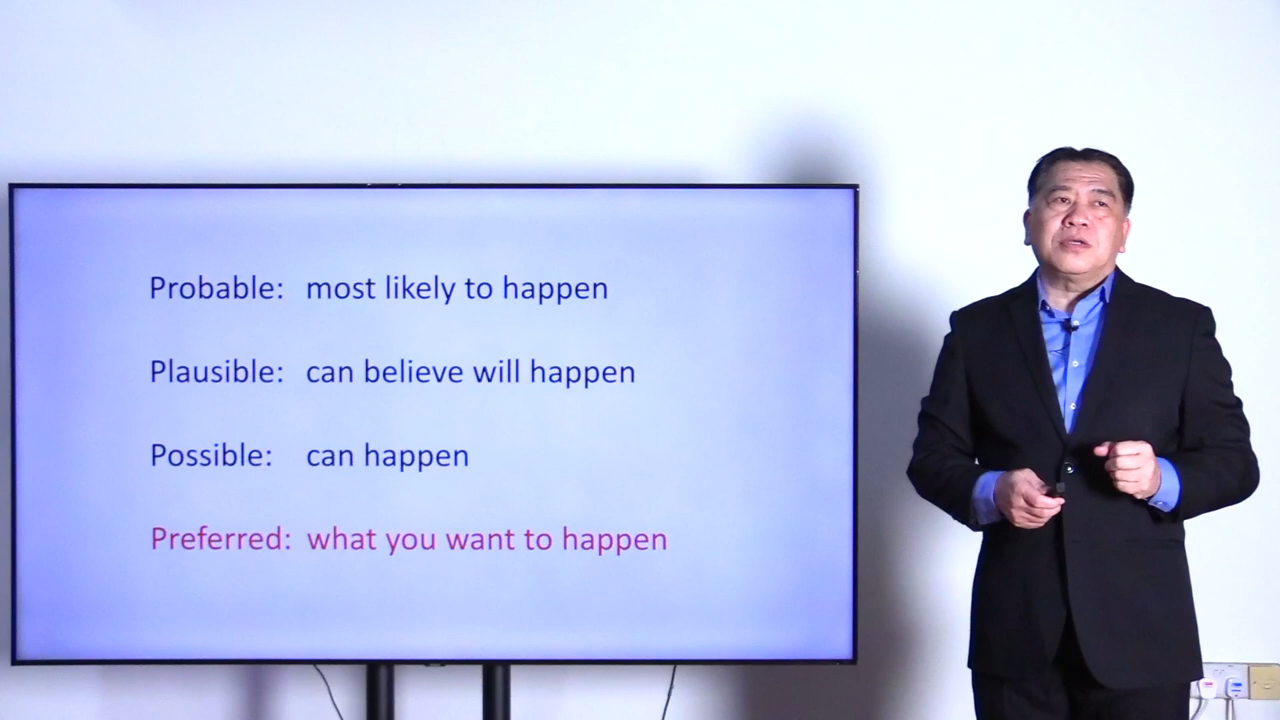 Probable: most likely to happen
Plausible: can believe will happen
Possible: can happen
Preferred: what you want to happen